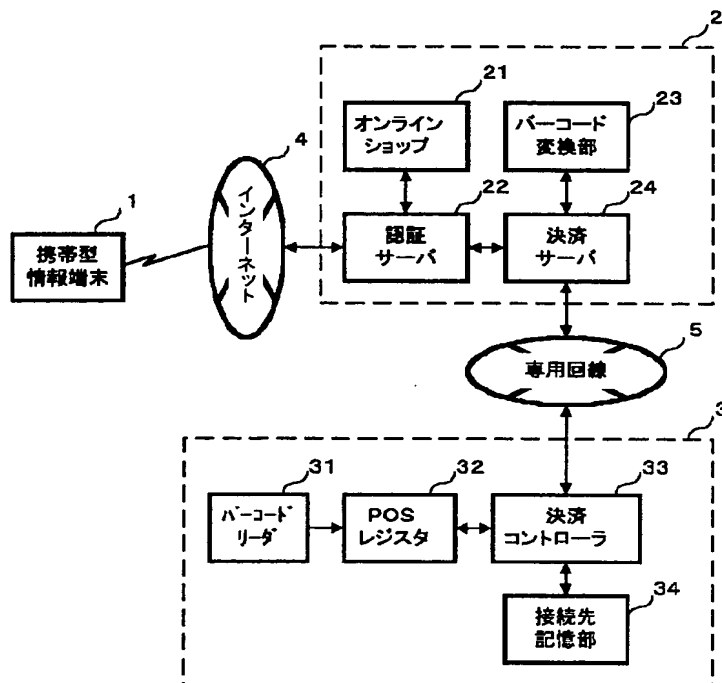 2
21
23
オンライン
ショップ
バーコード
変換部
4
22
24
1
インターネット
認証
サーバ
決済
サーバ
携帯型
情報端末
5
専用回線
3
31
32
33
バーコード
リーダ
POS
レジスタ
決済
コントローラ
34
接続先
記憶部